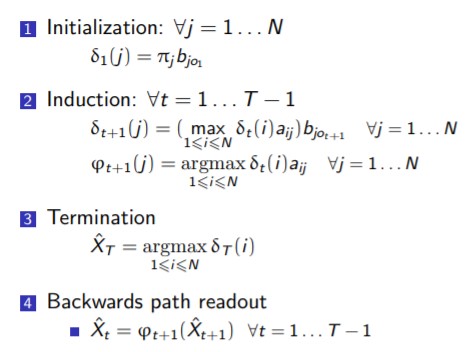 1 Initialization: ∀j = 1…N
δ₁(j) = πⱼb_{jo₁}
2 Induction: ∀t = 1…T − 1
δ_{t+1}(j) = (max_{1⩽i⩽N} δ_t(i)a_{ij})b_{jo_{t+1}} ∀j = 1…N
φ_{t+1}(j) = argmax_{1⩽i⩽N} δ_t(i)a_{ij} ∀j = 1…N
3 Termination
X̂_T = argmax_{1⩽i⩽N} δ_T(i)
4 Backwards path readout
■ X̂_t = φ_{t+1}(X̂_{t+1}) ∀t = 1…T − 1